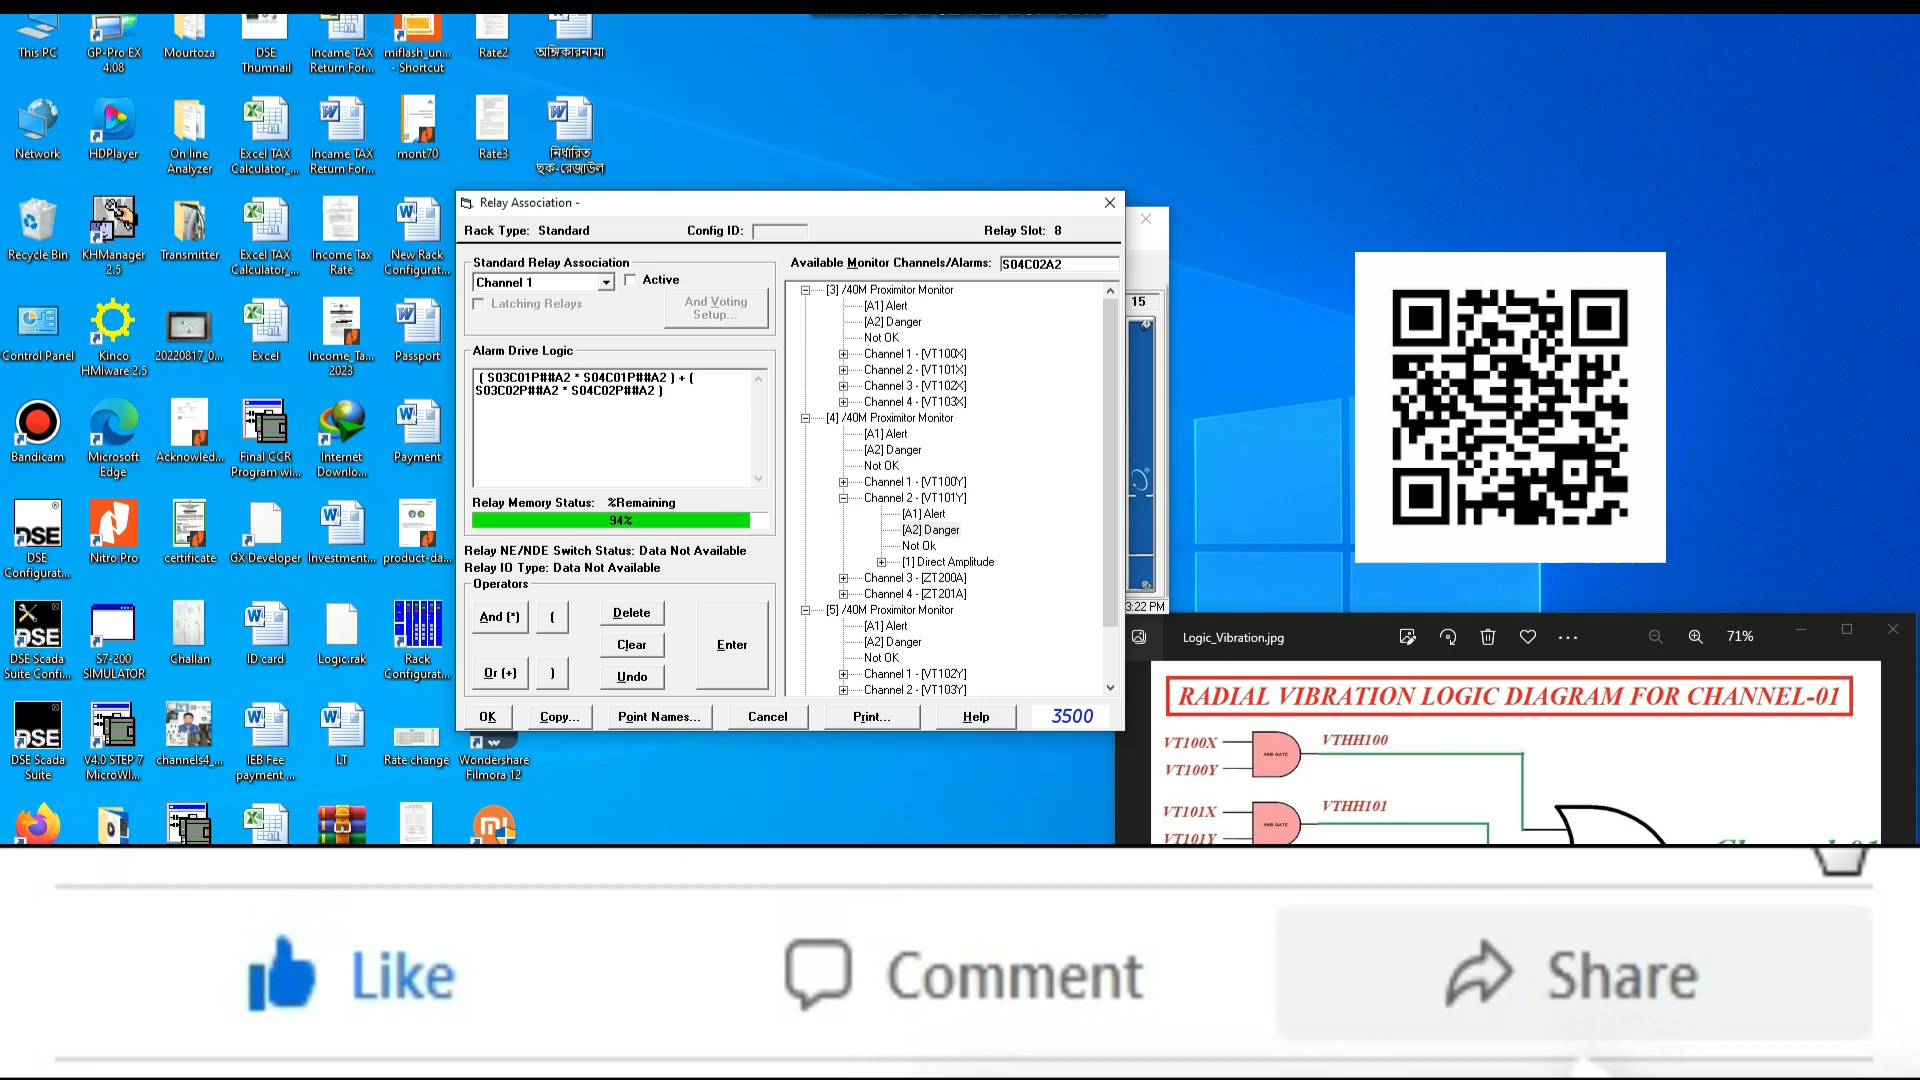 This PC
GP-Pro EX
4.08
Mourtoza
DSE
Thumnail
Incame TAX
Return For...
miflash_un...
- Shortcut
Rate2
অঙ্গিকারনামা
Network
HDPlayer
On line
Analyzer
Excel TAX
Calculator_...
Incame TAX
Return For...
mont70
Rate3
নির্ধারিত
ছক-রেজাউল
Recycle Bin
KHManager
2.5
Transmitter
Excel TAX
Calculator_...
Income Tax
Rate
New Rack
Configurat...
Control Panel
Kinco
HMIware 2.5
20220817_0...
Excel
Income_Ta...
2023
Passport
Bandicam
Microsoft
Edge
Acknowled...
Final CCR
Program wi...
Internet
Downlo...
Payment
DSE
Configurat...
Nitro Pro
certificate
GX Developer
Investment...
product-da...
DSE Scada
Suite Confi...
S7-200
SIMULATOR
Challan
ID card
Logic.rak
Rack
Configurat...
DSE Scada
Suite
V4.0 STEP 7
MicroWI...
channels4_...
IEB Fee
payment ...
LT
Rate change
Wondershare
Filmora 12
Relay Association -
Rack Type: Standard
Config ID:
Relay Slot: 8
Standard Relay Association
Channel 1
Active
Latching Relays
And Voting
Setup...
Alarm Drive Logic
( S03C01P##A2 * S04C01P##A2 ) + (
S03C02P##A2 * S04C02P##A2 )
Relay Memory Status: %Remaining
94%
Relay NE/NDE Switch Status: Data Not Available
Relay IO Type: Data Not Available
Operators
And (*)
(
Delete
Clear
Enter
Or (+)
)
Undo
Available Monitor Channels/Alarms:
S04C02A2
[3] /40M Proximitor Monitor
[A1] Alert
[A2] Danger
Not OK
Channel 1 - [VT100X]
Channel 2 - [VT101X]
Channel 3 - [VT102X]
Channel 4 - [VT103X]
[4] /40M Proximitor Monitor
[A1] Alert
[A2] Danger
Not OK
Channel 1 - [VT100Y]
Channel 2 - [VT101Y]
[A1] Alert
[A2] Danger
Not Ok
[1] Direct Amplitude
Channel 3 - [ZT200A]
Channel 4 - [ZT201A]
[5] /40M Proximitor Monitor
[A1] Alert
[A2] Danger
Not OK
Channel 1 - [VT102Y]
Channel 2 - [VT103Y]
OK
Copy...
Point Names...
Cancel
Print...
Help
3500
15
3:22 PM
Logic_Vibration.jpg
71%
RADIAL VIBRATION LOGIC DIAGRAM FOR CHANNEL-01
VT100X
VT100Y
AND GATE
VTHH100
VT101X
VT101Y
AND GATE
VTHH101
Like
Comment
Share